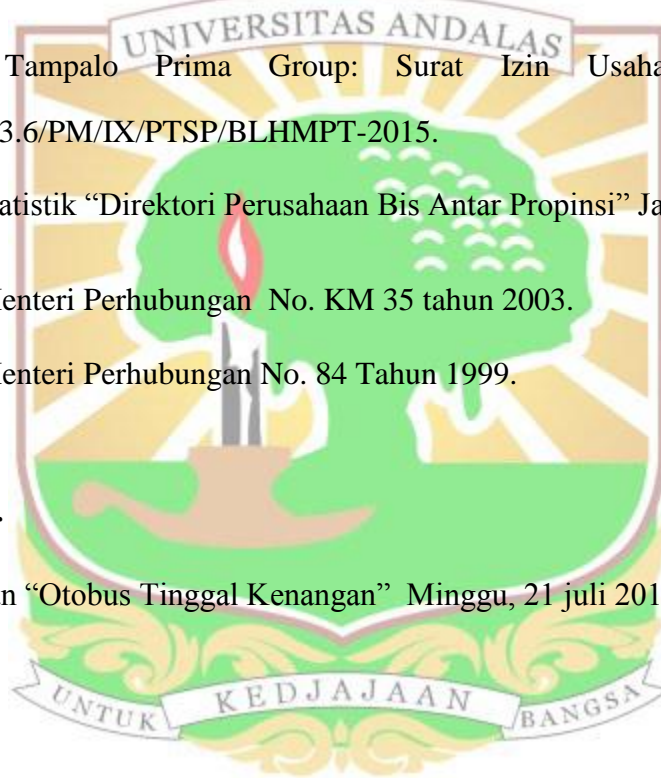 UNIVERSITAS ANDALAS
Tampalo Prima Group: Surat Izin Usaha
3.6/PM/IX/PTSP/BLHMPT-2015.
atistik “Direktori Perusahaan Bis Antar Propinsi” Ja
Menteri Perhubungan No. KM 35 tahun 2003.
Menteri Perhubungan No. 84 Tahun 1999.
.
n “Otobus Tinggal Kenangan” Minggu, 21 juli 201
UNTUK KEDJAJAAN BANGSA